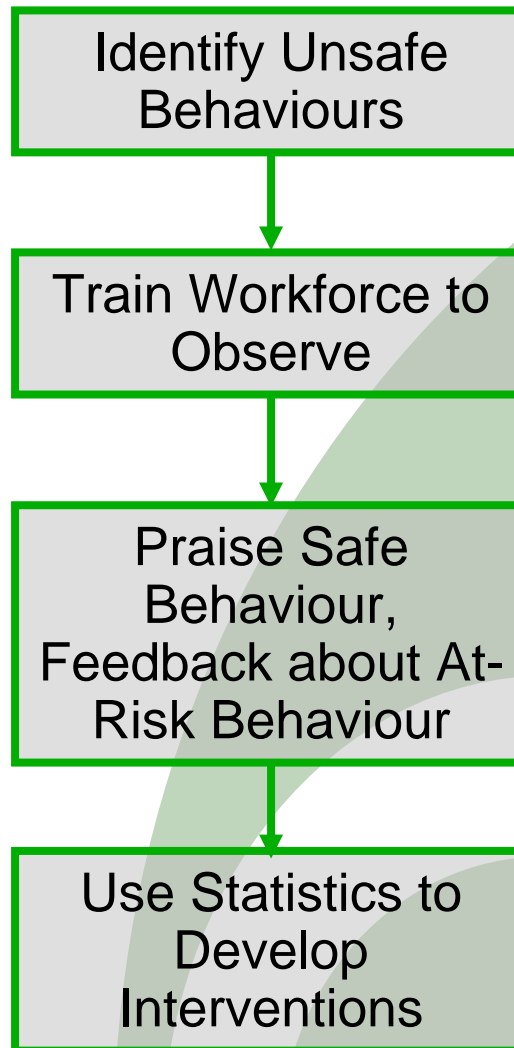 Identify Unsafe
Behaviours
Train Workforce to
Observe
Praise Safe
Behaviour,
Feedback about At-
Risk Behaviour
Use Statistics to
Develop
Interventions